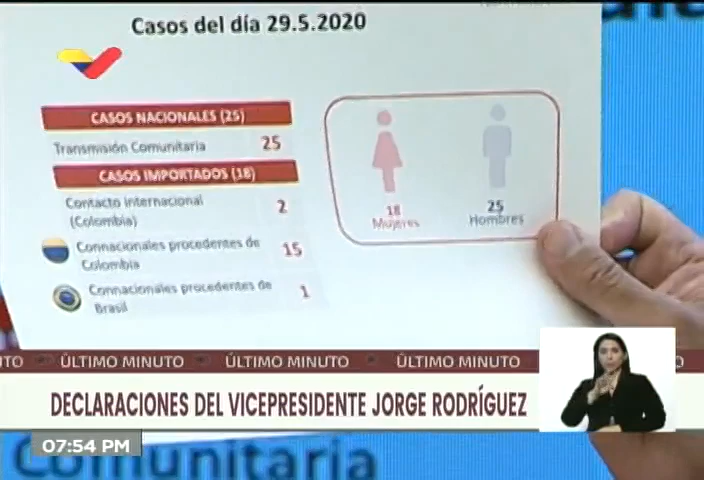 Casos del día 29.5.2020
CASOS NACIONALES (25)
Transmisión Comunitaria 25
CASOS IMPORTADOS (18)
Contacto internacional
(Colombia) 2
Connacionales procedentes de
Colombia 15
Connacionales procedentes de
Brasil 1
18 25
Mujeres Hombres
ÚLTIMO MINUTO ÚLTIMO MINUTO ÚLTIMO MINUTO
DECLARACIONES DEL VICEPRESIDENTE JORGE RODRÍGUEZ
07:54 PM
Comunitaria